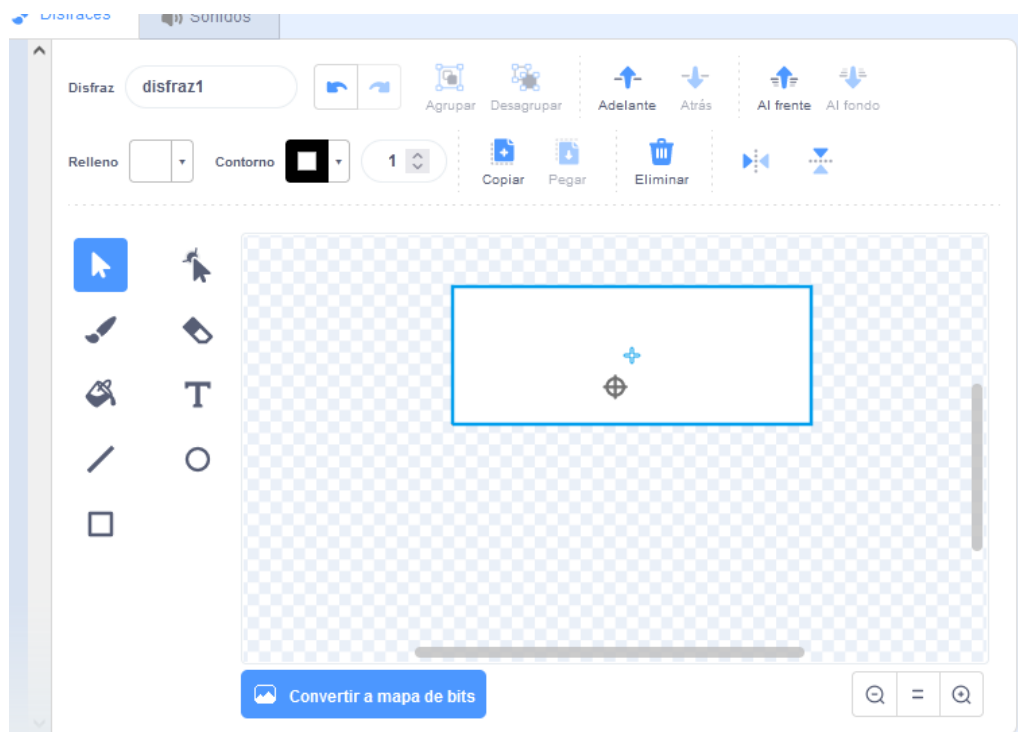 Disfraces Sonidos
Disfraz disfraz1 Agrupar Desagrupar Adelante Atrás Al frente Al fondo
Relleno Contorno 1 Copiar Pegar Eliminar
T
Convertir a mapa de bits
=